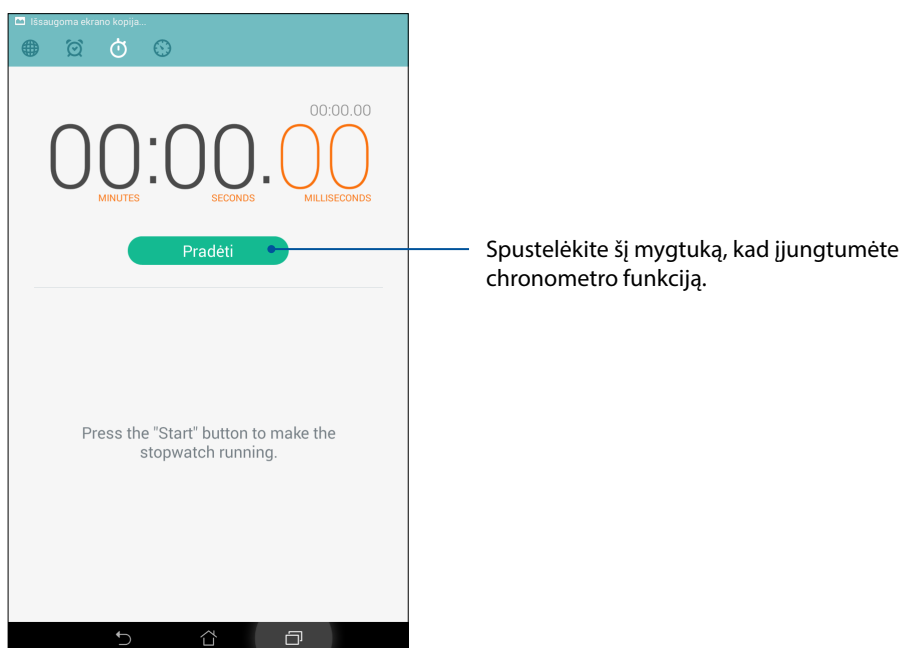 Išsaugoma ekrano kopija...
00:00.00
00:00.00
MINUTES SECONDS MILLISECONDS
Pradėti
Spustelėkite šį mygtuką, kad įjungtumėte
chronometro funkciją.
Press the "Start" button to make the
stopwatch running.